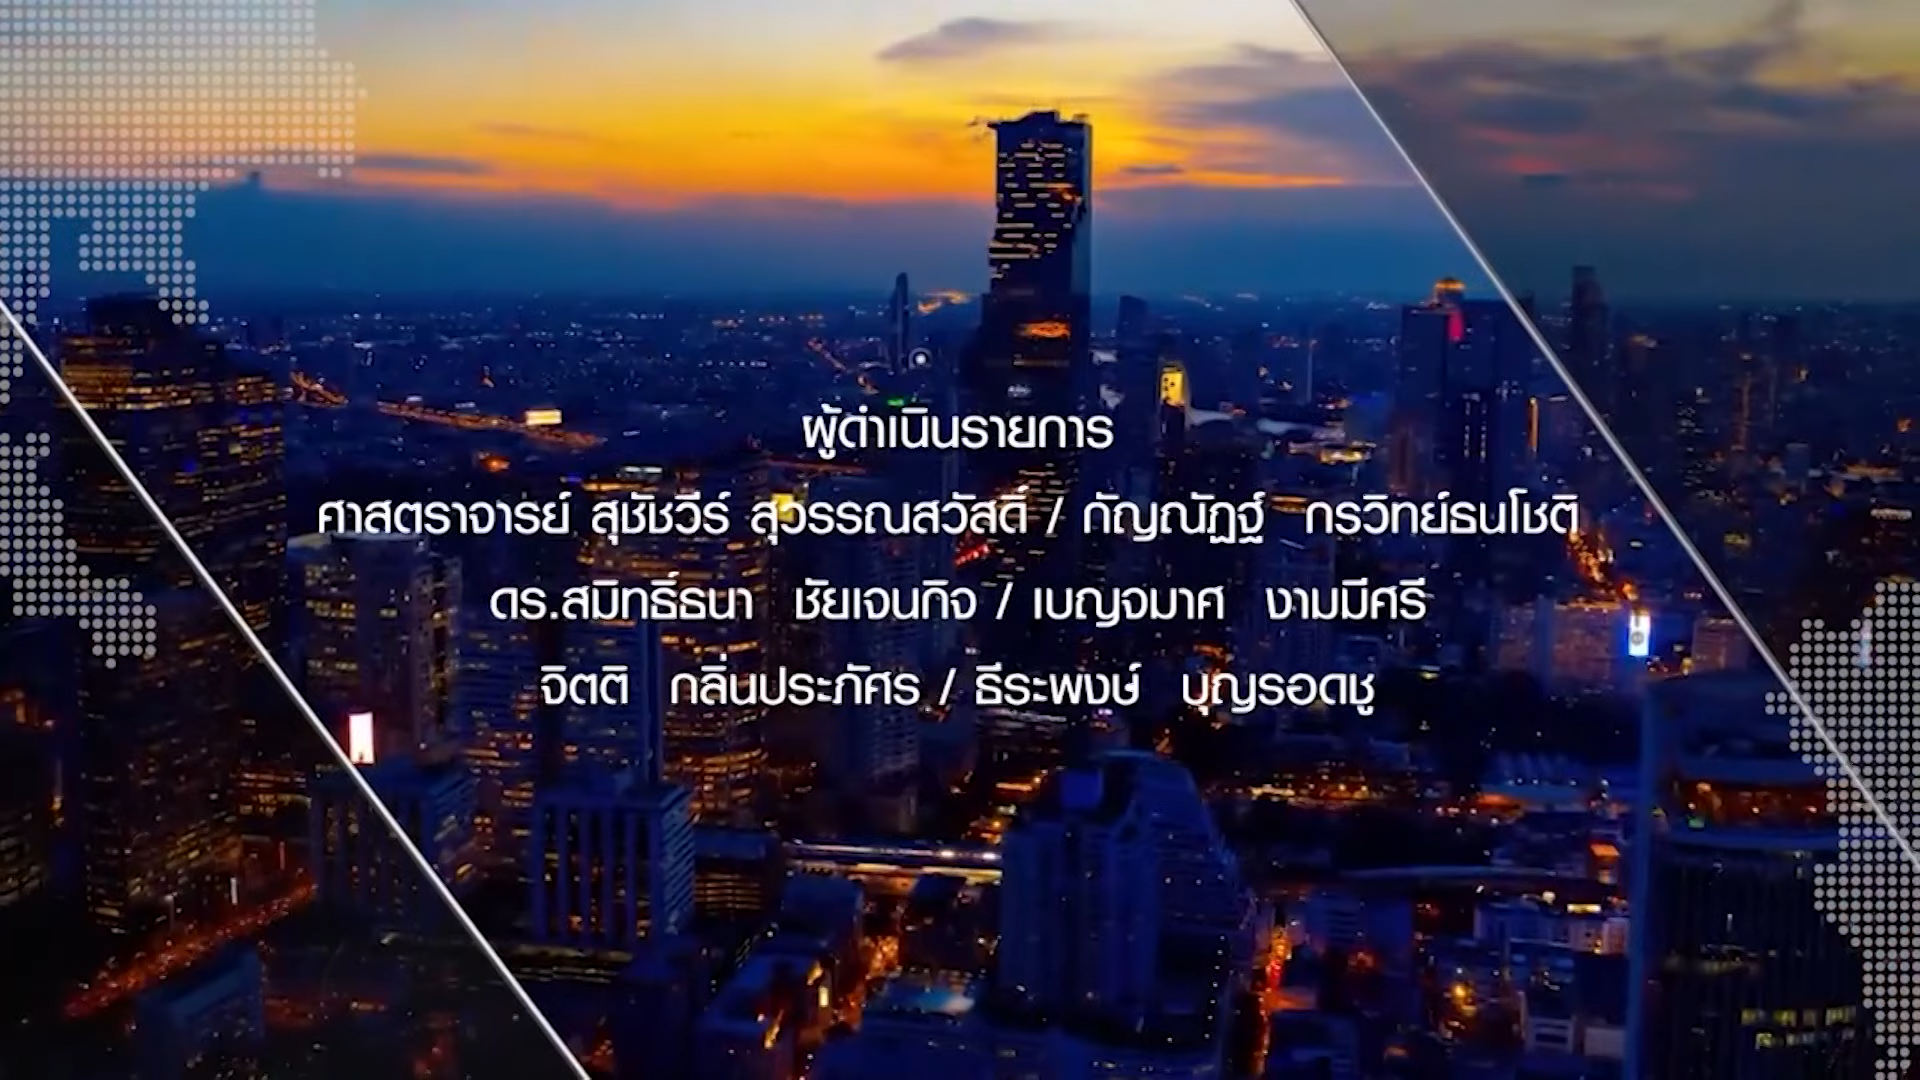 ผู้ดำเนินรายการ
ศาสตราจารย์ สุชัชวีร์ สุวรรณสวัสดิ์ / กัญณัฏฐ์ กรวิทย์ธนโชติ
ดร.สมิทธิ์ธนา ชัยเจนกิจ / เบญจมาศ งามมีศรี
จิตติ กลิ่นประภัศร / ธีระพงษ์ บุญรอดชู